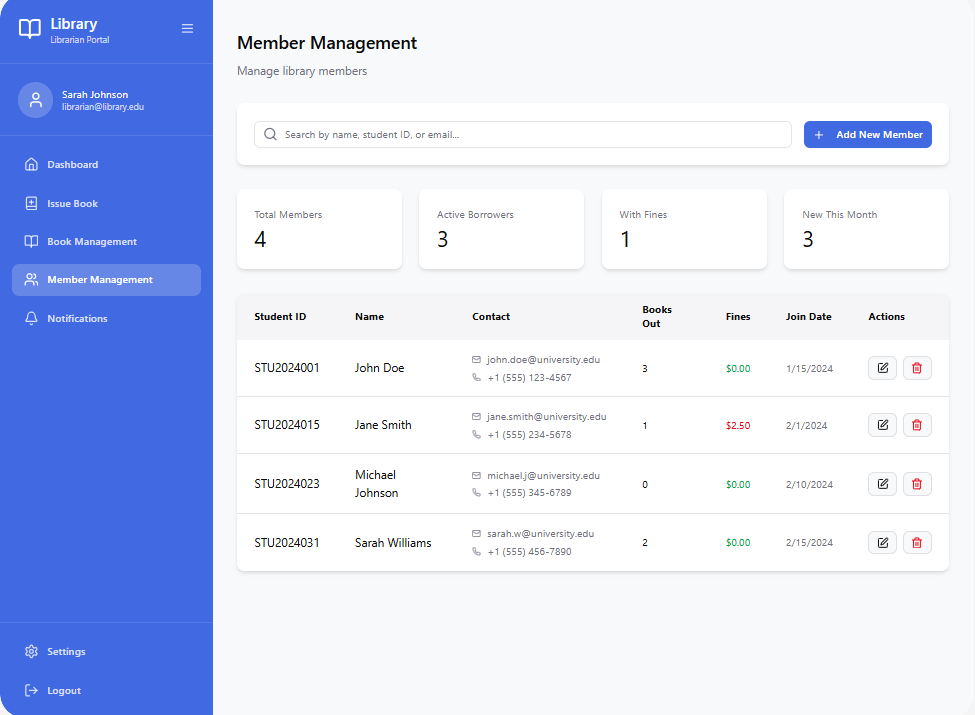 Library
Librarian Portal
Sarah Johnson
librarian@library.edu
Dashboard
Issue Book
Book Management
Member Management
Notifications
Settings
Logout
Member Management
Manage library members
Search by name, student ID, or email...
+ Add New Member
Total Members
4
Active Borrowers
3
With Fines
1
New This Month
3
Student ID Name Contact Books Out Fines Join Date Actions
STU2024001 John Doe john.doe@university.edu 3 $0.00 1/15/2024
+1 (555) 123-4567
STU2024015 Jane Smith jane.smith@university.edu 1 $2.50 2/1/2024
+1 (555) 234-5678
STU2024023 Michael Johnson michael.j@university.edu 0 $0.00 2/10/2024
+1 (555) 345-6789
STU2024031 Sarah Williams sarah.w@university.edu 2 $0.00 2/15/2024
+1 (555) 456-7890